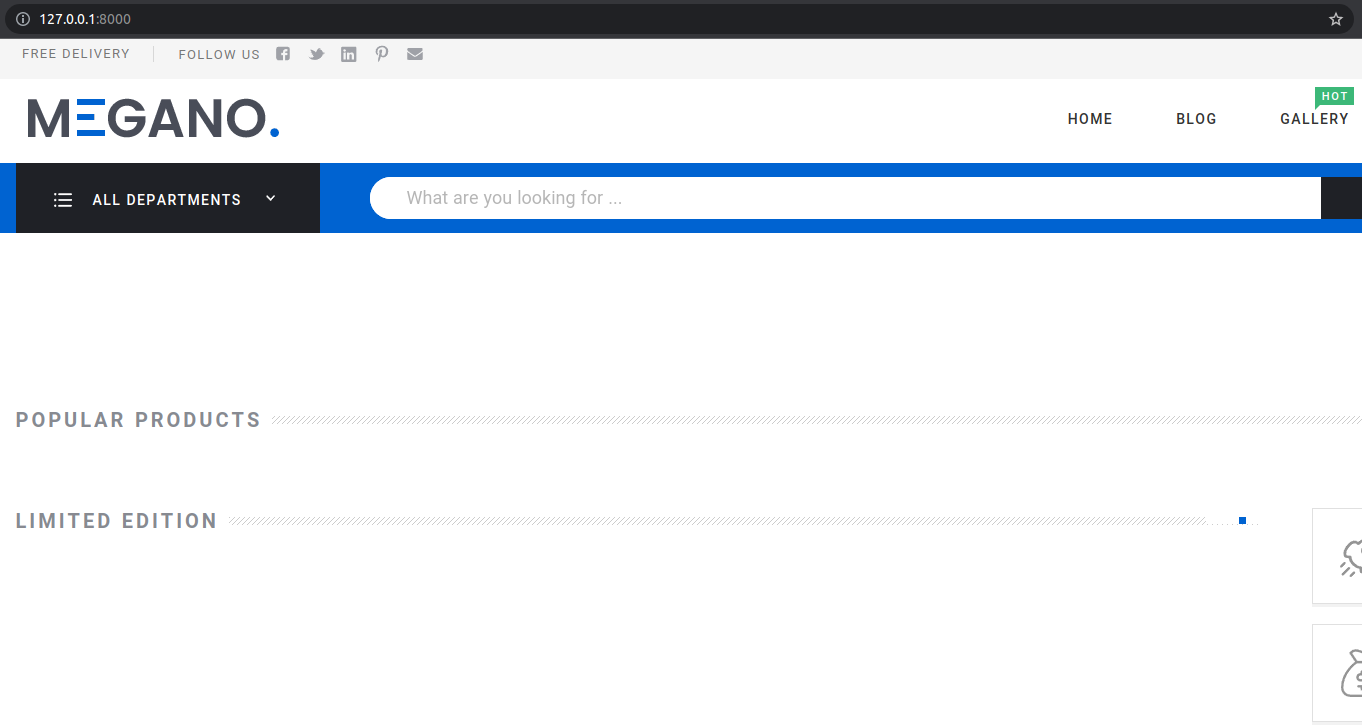 127.0.0.1:8000
FREE DELIVERY FOLLOW US
MEGANO.
HOT
HOME BLOG GALLERY
ALL DEPARTMENTS What are you looking for ...
POPULAR PRODUCTS
LIMITED EDITION